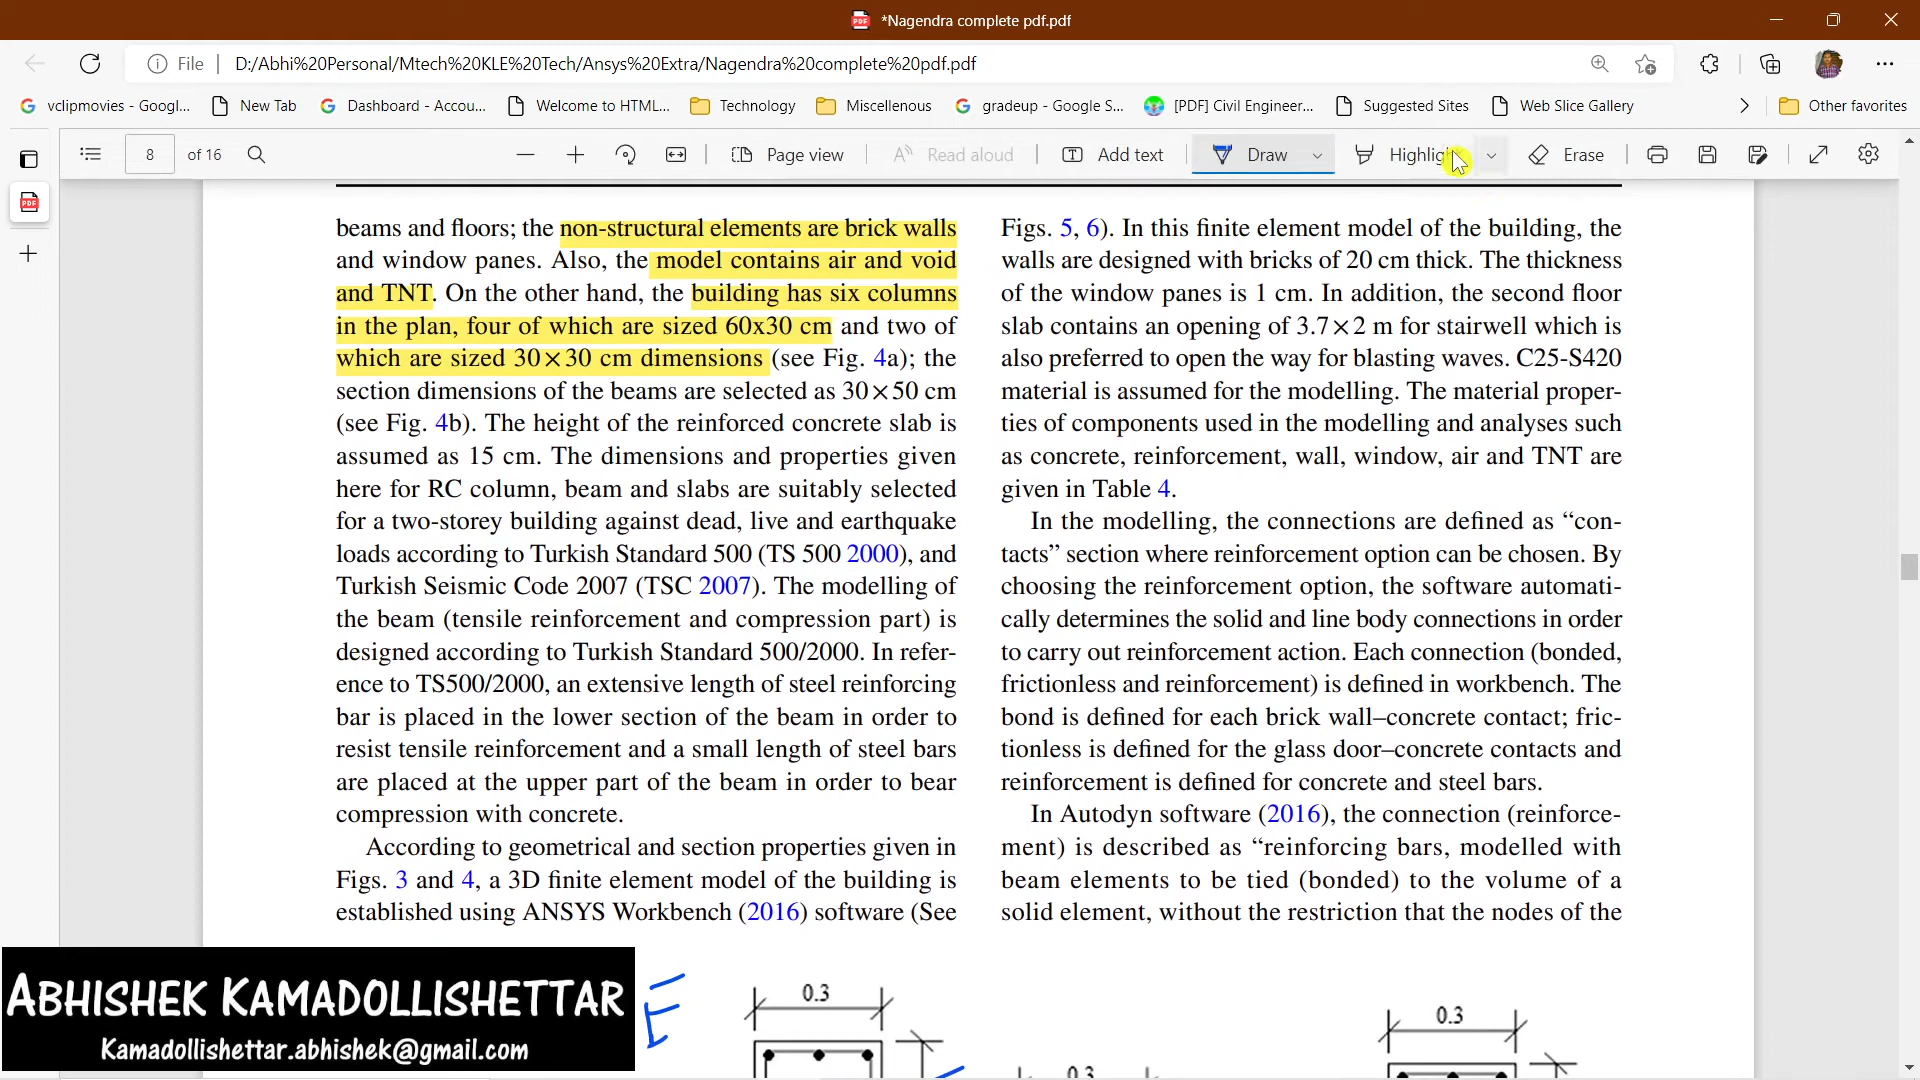 *Nagendra complete pdf.pdf
File
D:/Abhi%20Personal/Mtech%20KLE%20Tech/Ansys%20Extra/Nagendra%20complete%20pdf.pdf
vclipmovies - Googl...
New Tab
Dashboard - Accou...
Welcome to HTML...
Technology
Miscellenous
gradeup - Google S...
[PDF] Civil Engineer...
Suggested Sites
Web Slice Gallery
Other favorites
8 of 16
Page view
Read aloud
Add text
Draw
Erase
beams and floors; the non-structural elements are brick walls
and window panes. Also, the model contains air and void
and TNT. On the other hand, the building has six columns
in the plan, four of which are sized 60x30 cm and two of
which are sized 30×30 cm dimensions (see Fig. 4a); the
section dimensions of the beams are selected as 30×50 cm
(see Fig. 4b). The height of the reinforced concrete slab is
assumed as 15 cm. The dimensions and properties given
here for RC column, beam and slabs are suitably selected
for a two-storey building against dead, live and earthquake
loads according to Turkish Standard 500 (TS 500 2000), and
Turkish Seismic Code 2007 (TSC 2007). The modelling of
the beam (tensile reinforcement and compression part) is
designed according to Turkish Standard 500/2000. In refer-
ence to TS500/2000, an extensive length of steel reinforcing
bar is placed in the lower section of the beam in order to
resist tensile reinforcement and a small length of steel bars
are placed at the upper part of the beam in order to bear
compression with concrete.
According to geometrical and section properties given in
Figs. 3 and 4, a 3D finite element model of the building is
established using ANSYS Workbench (2016) software (See
Figs. 5, 6). In this finite element model of the building, the
walls are designed with bricks of 20 cm thick. The thickness
of the window panes is 1 cm. In addition, the second floor
slab contains an opening of 3.7×2 m for stairwell which is
also preferred to open the way for blasting waves. C25-S420
material is assumed for the modelling. The material proper-
ties of components used in the modelling and analyses such
as concrete, reinforcement, wall, window, air and TNT are
given in Table 4.
In the modelling, the connections are defined as “con-
tacts” section where reinforcement option can be chosen. By
choosing the reinforcement option, the software automati-
cally determines the solid and line body connections in order
to carry out reinforcement action. Each connection (bonded,
frictionless and reinforcement) is defined in workbench. The
bond is defined for each brick wall–concrete contact; fric-
tionless is defined for the glass door–concrete contacts and
reinforcement is defined for concrete and steel bars.
In Autodyn software (2016), the connection (reinforce-
ment) is described as “reinforcing bars, modelled with
beam elements to be tied (bonded) to the volume of a
solid element, without the restriction that the nodes of the
ABHISHEK KAMADOLLISHETTAR
Kamadollishettar.abhishek@gmail.com
0.3
0.3
0.3